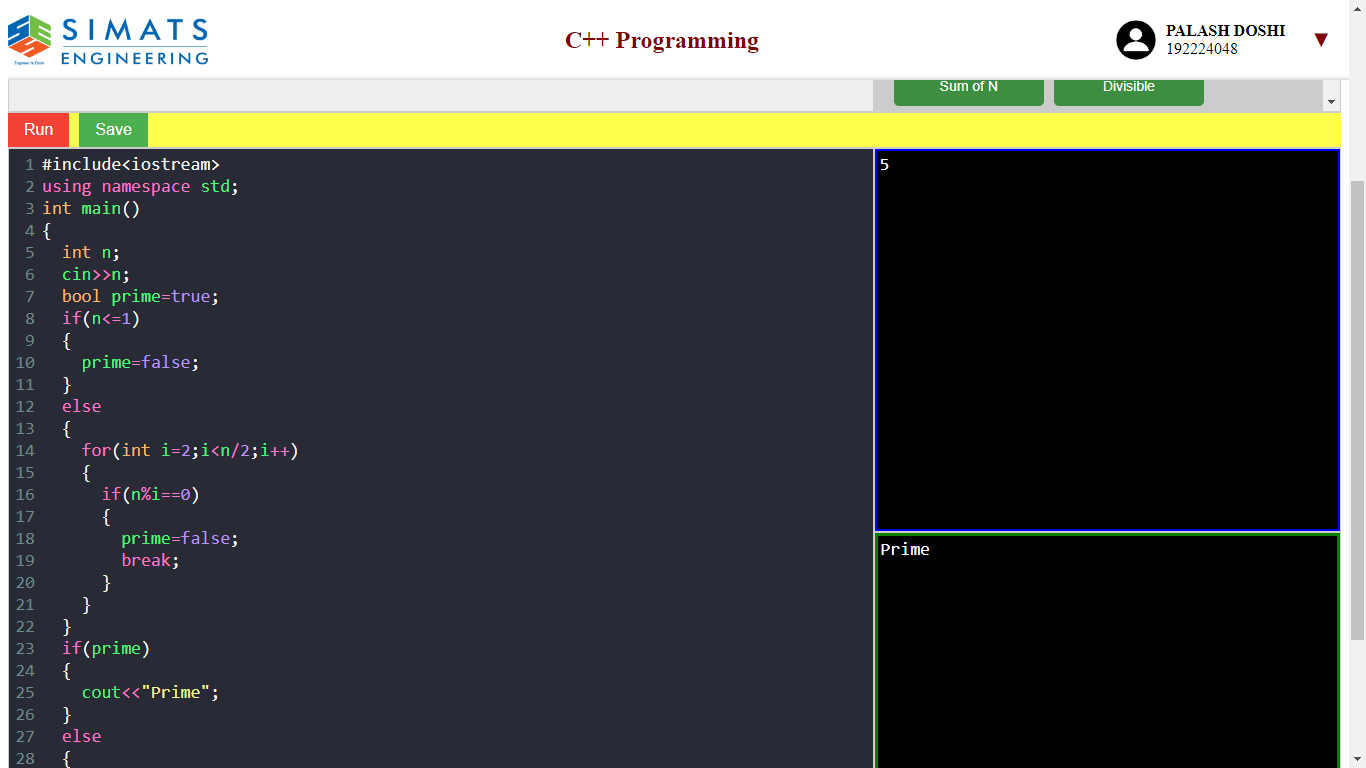 SIMATS
ENGINEERING
Engineer to Excel
C++ Programming
PALASH DOSHI
192224048
▼
Sum of N
Divisible
Run
Save
1 #include<iostream>
2 using namespace std;
3 int main()
4 {
5   int n;
6   cin>>n;
7   bool prime=true;
8   if(n<=1)
9   {
10     prime=false;
11   }
12   else
13   {
14     for(int i=2;i<n/2;i++)
15     {
16       if(n%i==0)
17       {
18         prime=false;
19         break;
20       }
21     }
22   }
23   if(prime)
24   {
25     cout<<"Prime";
26   }
27   else
28   {
5
Prime